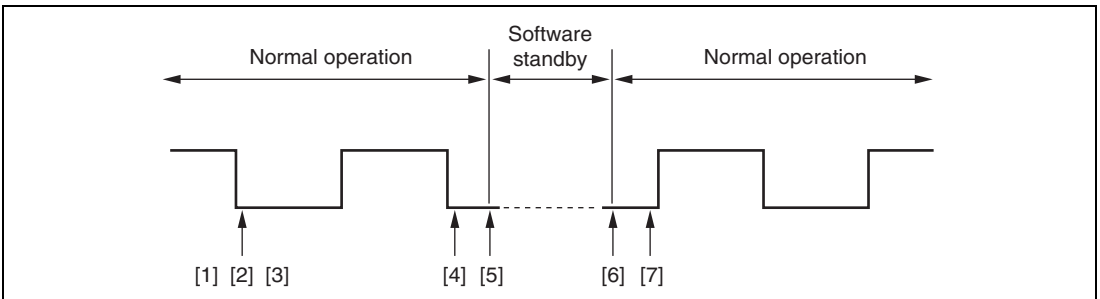 Software
standby
Normal operation
Normal operation
[1] [2] [3]
[4] [5]
[6] [7]